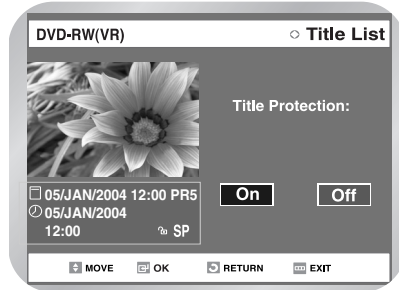 DVD-RW(VR) Title List
Title Protection:
05/JAN/2004 12:00 PR5
05/JAN/2004
12:00 SP
On Off
MOVE OK RETURN EXIT